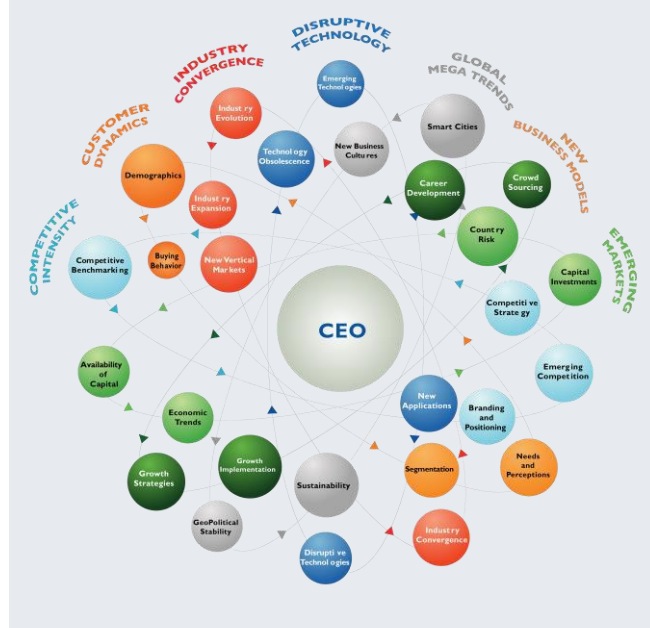 DISRUPTIVE
TECHNOLOGY
INDUSTRY
CONVERGENCE
GLOBAL
MEGA TRENDS
CUSTOMER
DYNAMICS
NEW
BUSINESS MODELS
COMPETITIVE
INTENSITY
EMERGING
MARKETS
Emerging
Technologies
Industry
Evolution
Smart Cities
New Business
Cultures
Technology
Obsolescence
Demographics
Career
Development
Crowd
Sourcing
Industry
Expansion
Country
Risk
Competitive
Benchmarking
Buying
Behavior
New Vertical
Markets
Capital
Investments
Competitive
Strategy
CEO
Availability
of
Capital
Emerging
Competition
Economic
Trends
New
Applications
Branding
and
Positioning
Growth
Strategies
Growth
Implementation
Sustainability
Segmentation
Needs
and
Perceptions
GeoPolitical
Stability
Industry
Convergence
Disruptive
Technologies